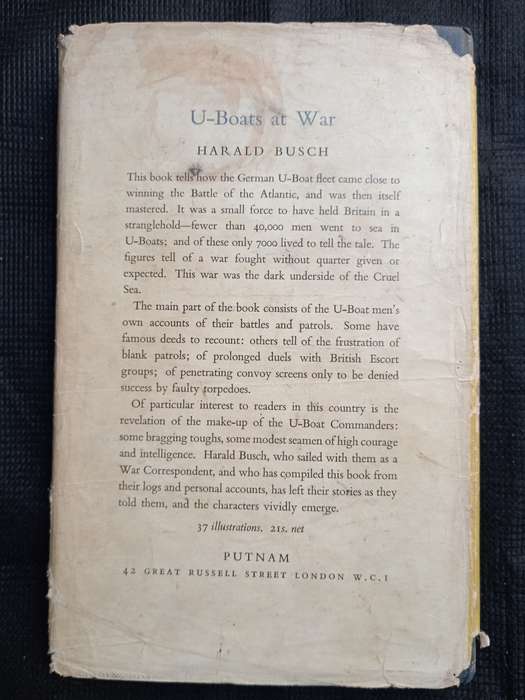 U-Boats at War
HARALD BUSCH
This book tells how the German U-Boat fleet came close to
winning the Battle of the Atlantic, and was then itself
mastered. It was a small force to have held Britain in a
stranglehold—fewer than 40,000 men went to sea in
U-Boats; and of these only 7000 lived to tell the tale. The
figures tell of a war fought without quarter given or
expected. This war was the dark underside of the Cruel
Sea.
The main part of the book consists of the U-Boat men's
own accounts of their battles and patrols. Some have
famous deeds to recount: others tell of the frustration of
blank patrols; of prolonged duels with British Escort
groups; of penetrating convoy screens only to be denied
success by faulty torpedoes.
Of particular interest to readers in this country is the
revelation of the make-up of the U-Boat Commanders:
some bragging toughs, some modest seamen of high courage
and intelligence. Harald Busch, who sailed with them as a
War Correspondent, and who has compiled this book from
their logs and personal accounts, has left their stories as they
told them, and the characters vividly emerge.
37 illustrations. 21s. net
PUTNAM
42 GREAT RUSSELL STREET LONDON W.C.1